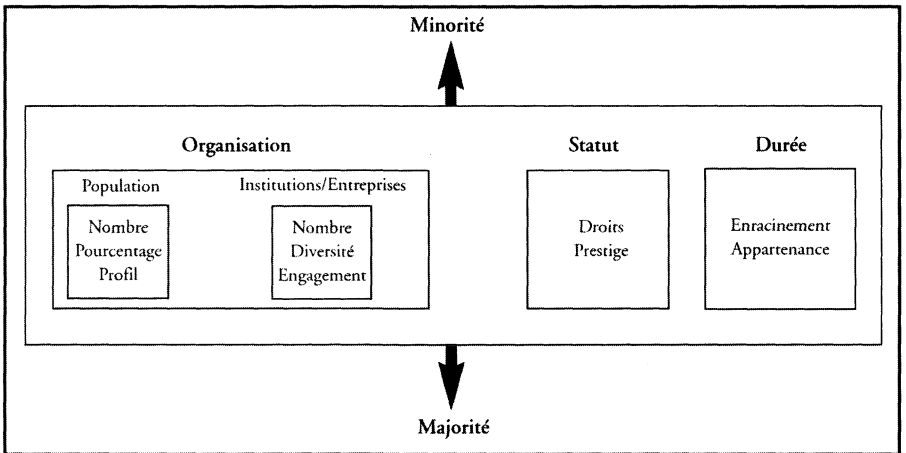 Minorité
Organisation
Statut
Durée
Population
Institutions/Entreprises
Nombre
Pourcentage
Profil
Nombre
Diversité
Engagement
Droits
Prestige
Enracinement
Appartenance
Majorité